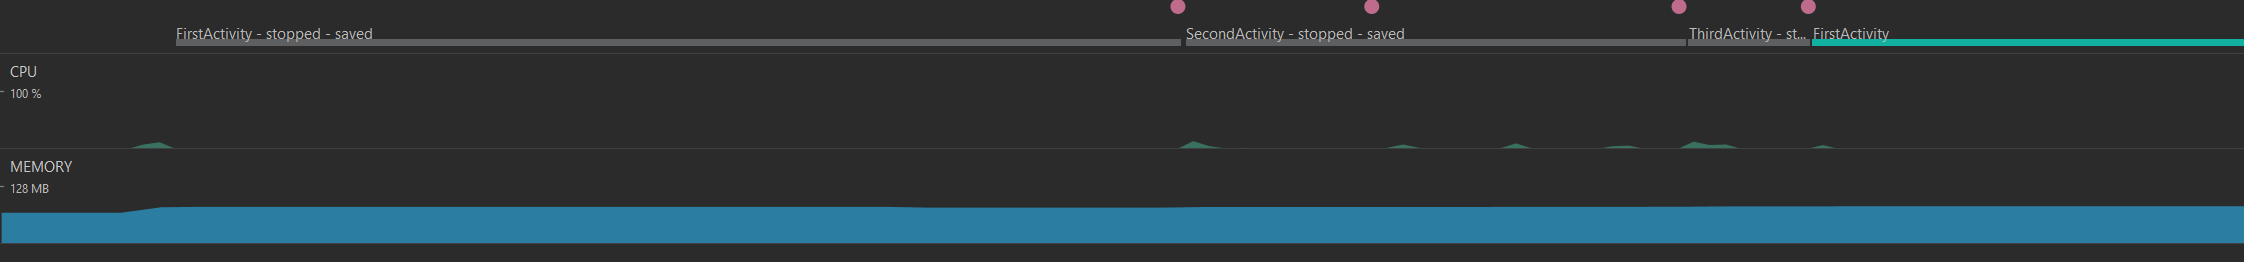 FirstActivity - stopped - saved
SecondActivity - stopped - saved
ThirdActivity - st...
FirstActivity
CPU
100 %
MEMORY
128 MB